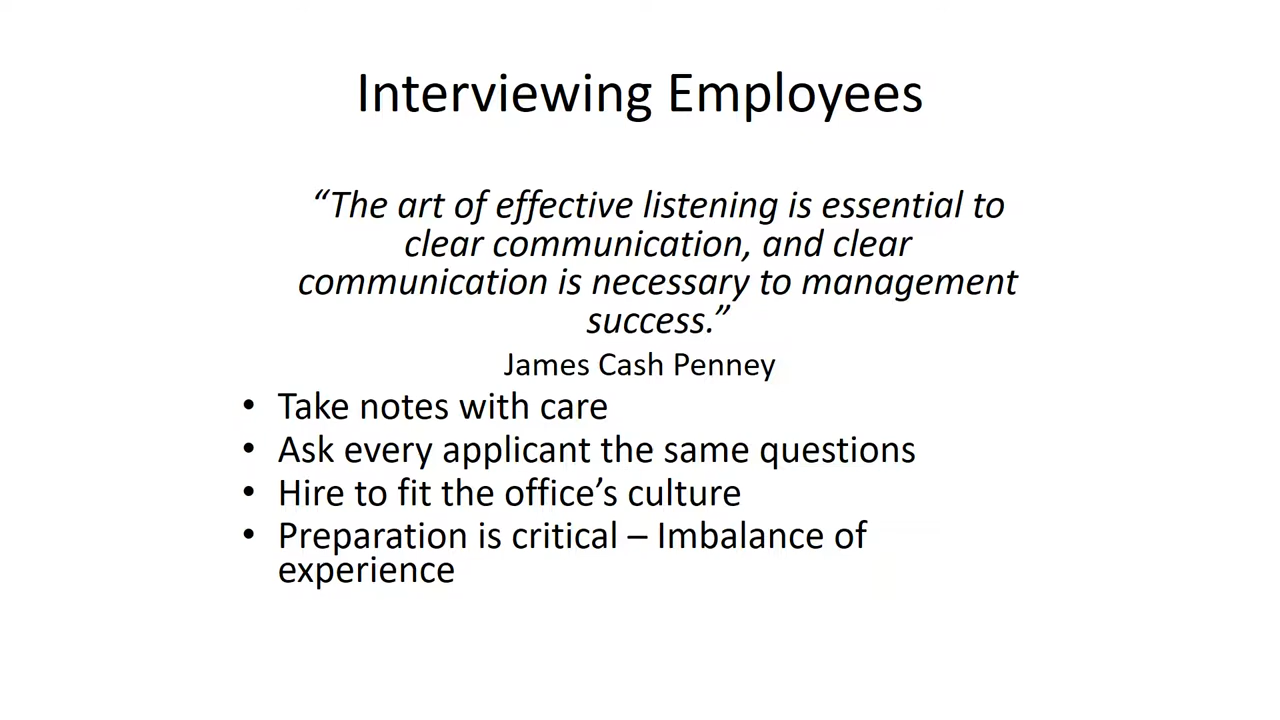 Interviewing Employees
“The art of effective listening is essential to
clear communication, and clear
communication is necessary to management
success.”
James Cash Penney
• Take notes with care
• Ask every applicant the same questions
• Hire to fit the office’s culture
• Preparation is critical – Imbalance of
experience